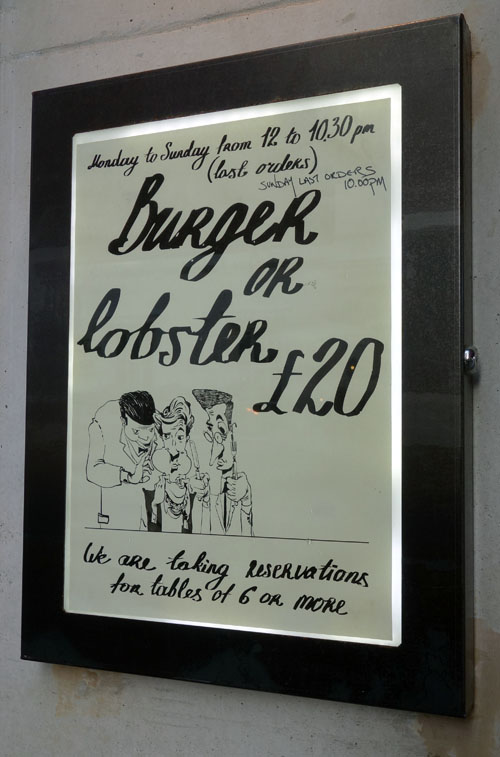 Monday to Sunday from 12 to 10,30 pm
(last orders)
SUNDAY LAST ORDERS
10.00PM
Burger
OR
lobster £20
We are taking reservations
for tables of 6 or more